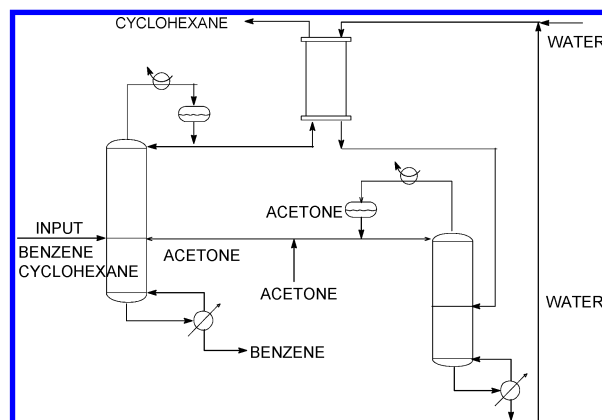 CYCLOHEXANE
WATER
ACETONE
INPUT
BENZENE
CYCLOHEXANE
ACETONE
ACETONE
WATER
BENZENE